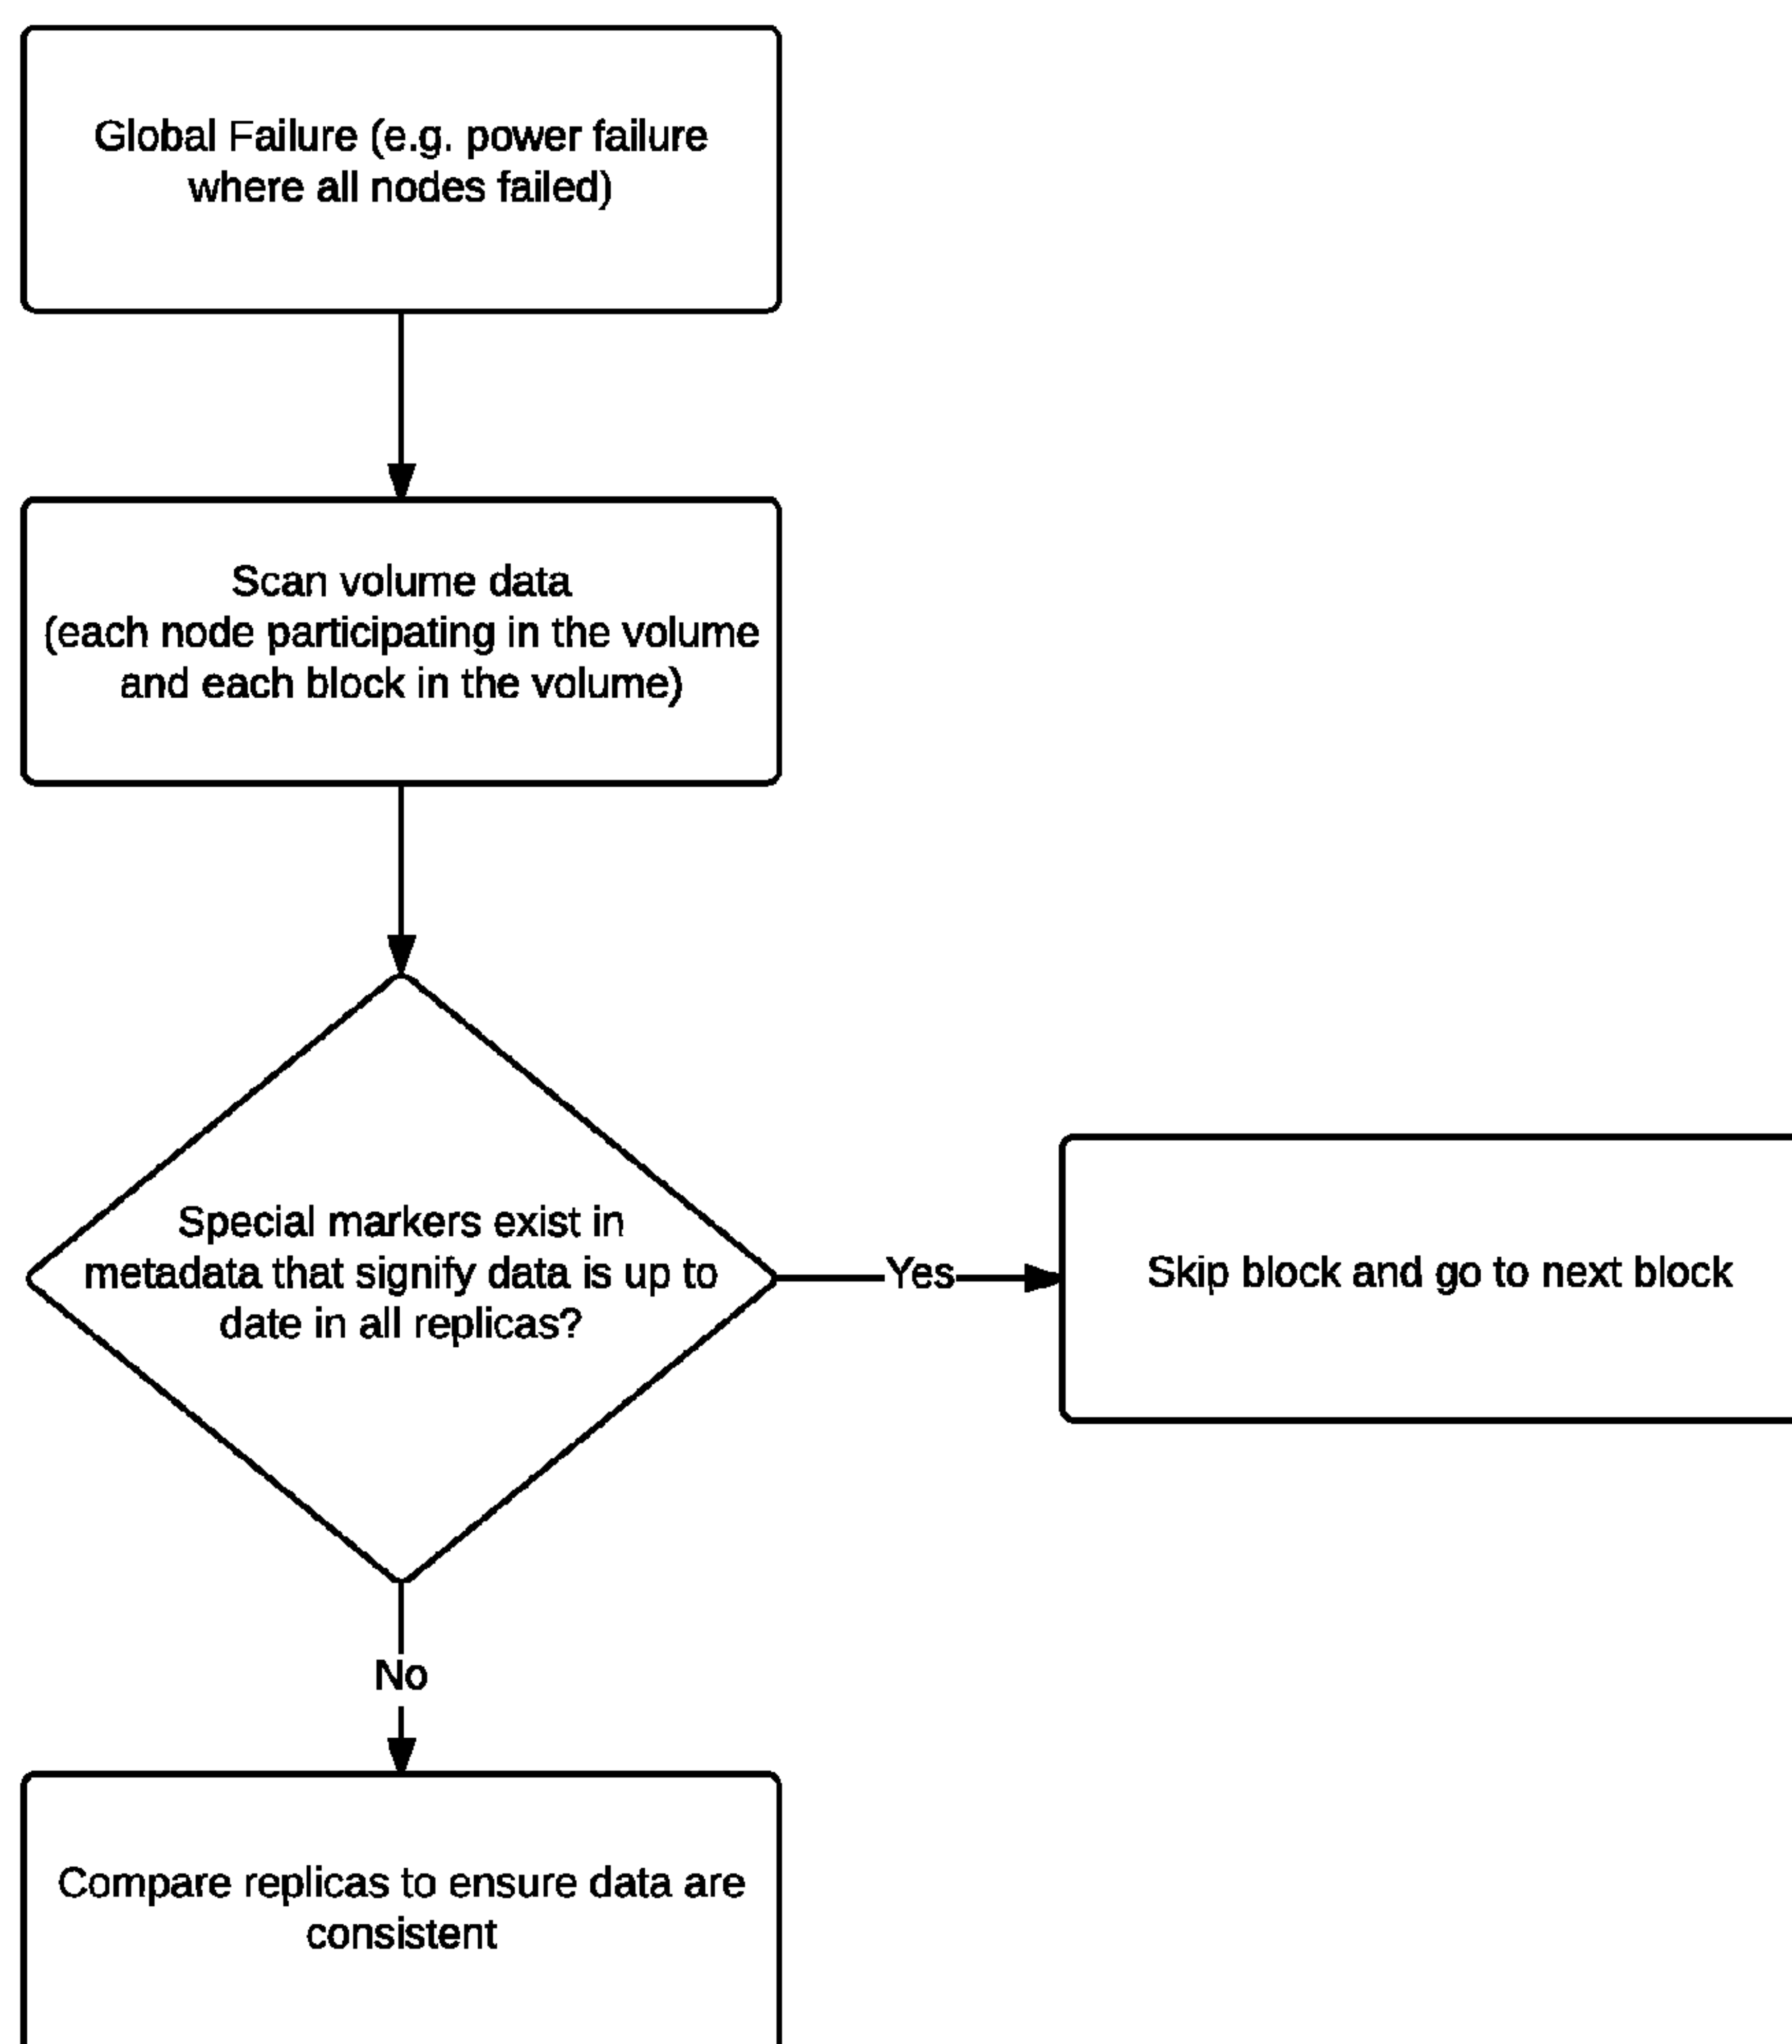 Global Failure (e.g. power failure
where all nodes failed)
Scan volume data
(each node participating in the volume
and each block in the volume)
Special markers exist in
metadata that signify data is up to
date in all replicas?
Yes
Skip block and go to next block
No
Compare replicas to ensure data are
consistent